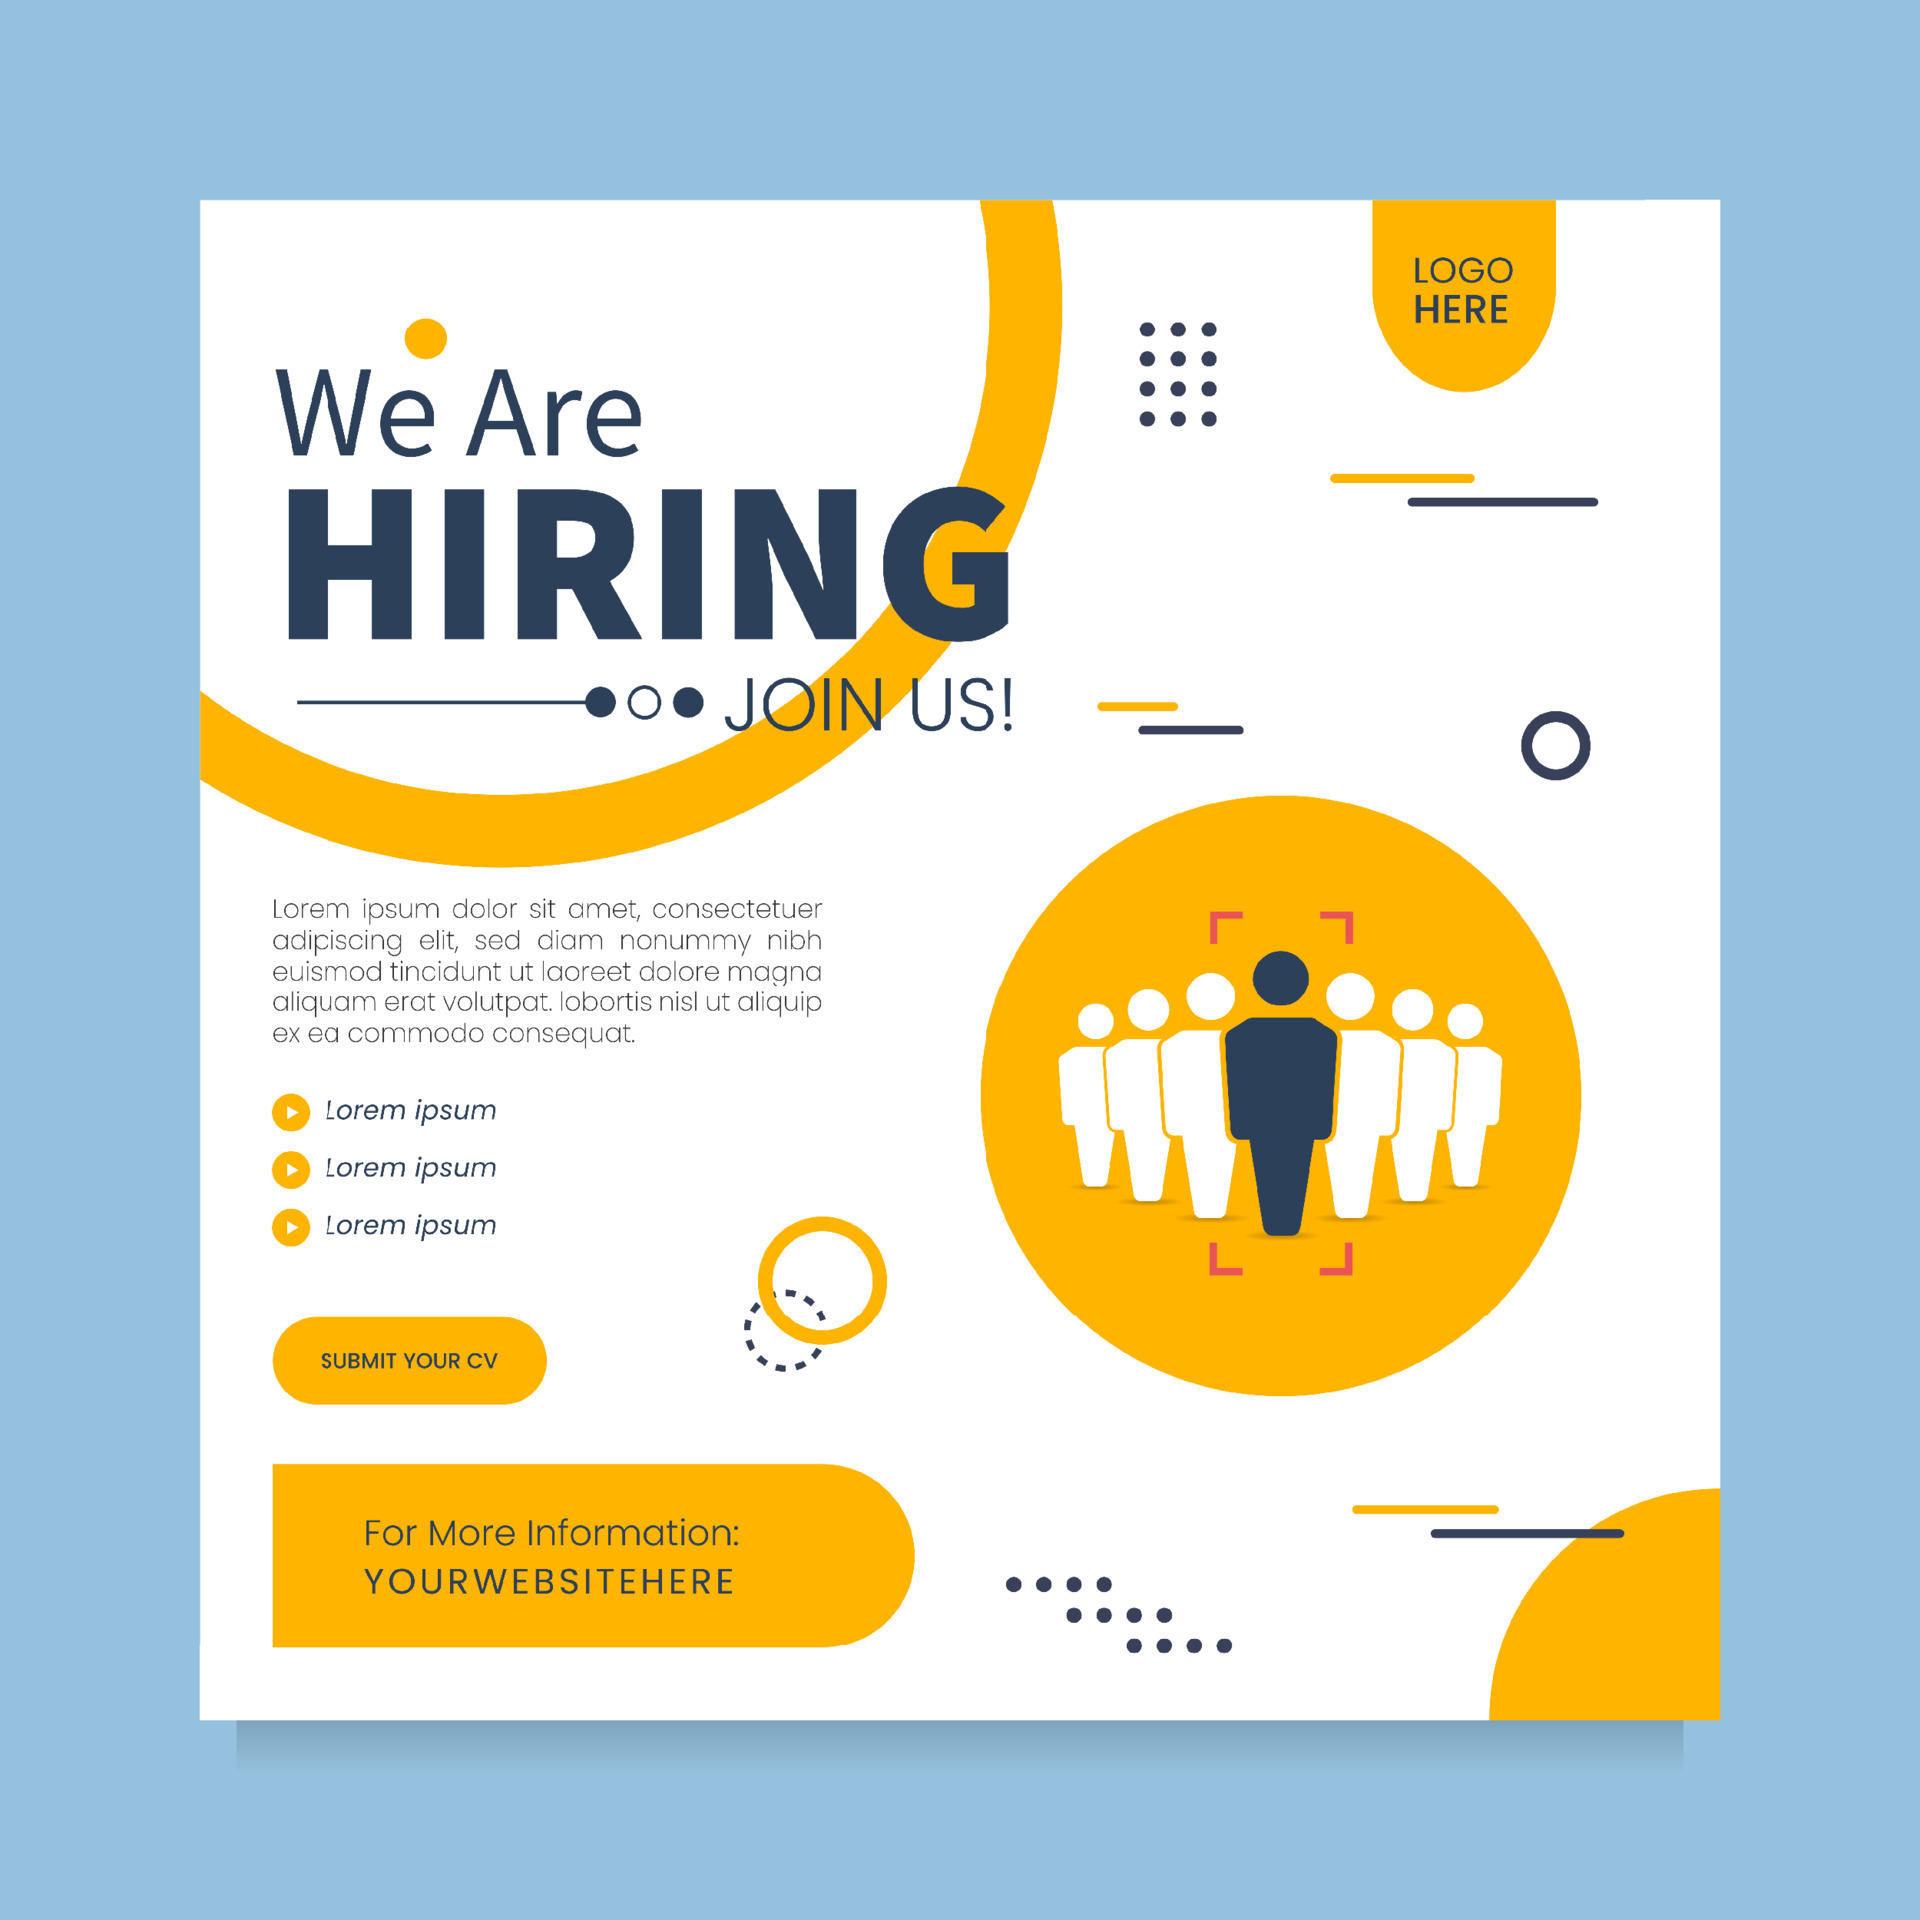 LOGO
HERE
We Are
HIRING
JOIN US!
Lorem ipsum dolor sit amet, consectetuer
adipiscing elit, sed diam nonummy nibh
euismod tincidunt ut laoreet dolore magna
aliquam erat volutpat. lobortis nisl ut aliquip
ex ea commodo consequat.
Lorem ipsum
Lorem ipsum
Lorem ipsum
SUBMIT YOUR CV
For More Information:
YOURWEBSITEHERE